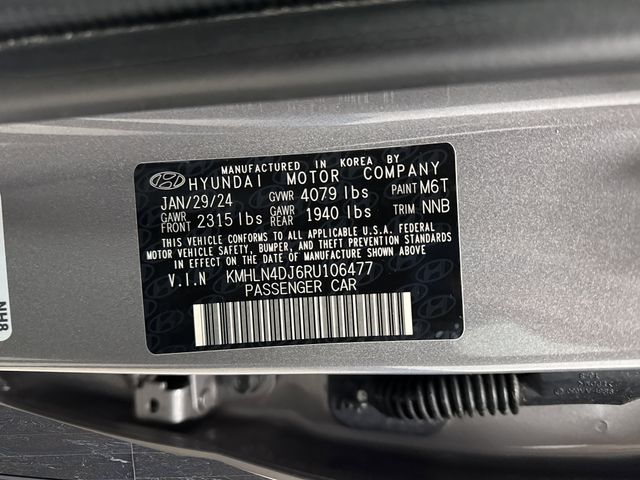 MANUFACTURED IN KOREA BY
HYUNDAI MOTOR COMPANY
JAN/29/24 GVWR 4079 lbs PAINT M6T
GAWR FRONT 2315 lbs GAWR REAR 1940 lbs TRIM NNB
THIS VEHICLE CONFORMS TO ALL APPLICABLE U.S.A. FEDERAL
MOTOR VEHICLE SAFETY, BUMPER, AND THEFT PREVENTION STANDARDS
IN EFFECT ON THE DATE OF MANUFACTURE SHOWN ABOVE.
V.I.N KMHLN4DJ6RU106477
PASSENGER CAR
NH8